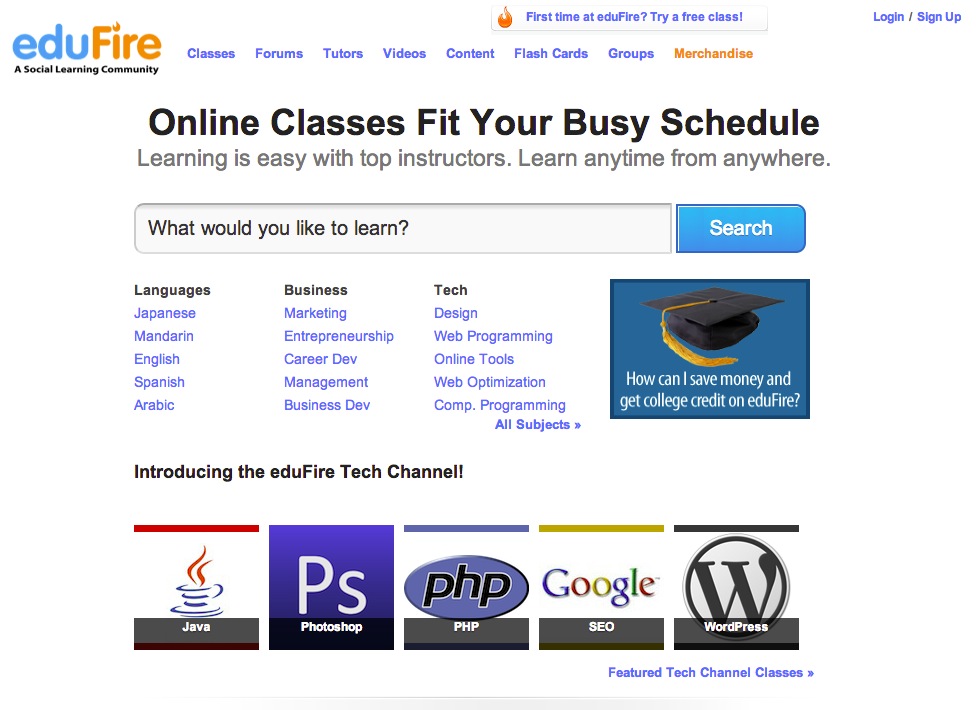 First time at eduFire? Try a free class!
Login / Sign Up
eduFire
A Social Learning Community
Classes Forums Tutors Videos Content Flash Cards Groups Merchandise
Online Classes Fit Your Busy Schedule
Learning is easy with top instructors. Learn anytime from anywhere.
What would you like to learn? Search
Languages
Japanese
Mandarin
English
Spanish
Arabic
Business
Marketing
Entrepreneurship
Career Dev
Management
Business Dev
Tech
Design
Web Programming
Online Tools
Web Optimization
Comp. Programming
All Subjects »
How can I save money and
get college credit on eduFire?
Introducing the eduFire Tech Channel!
Java
Ps
Photoshop
php
PHP
Google™
SEO
W
WordPress
Featured Tech Channel Classes »